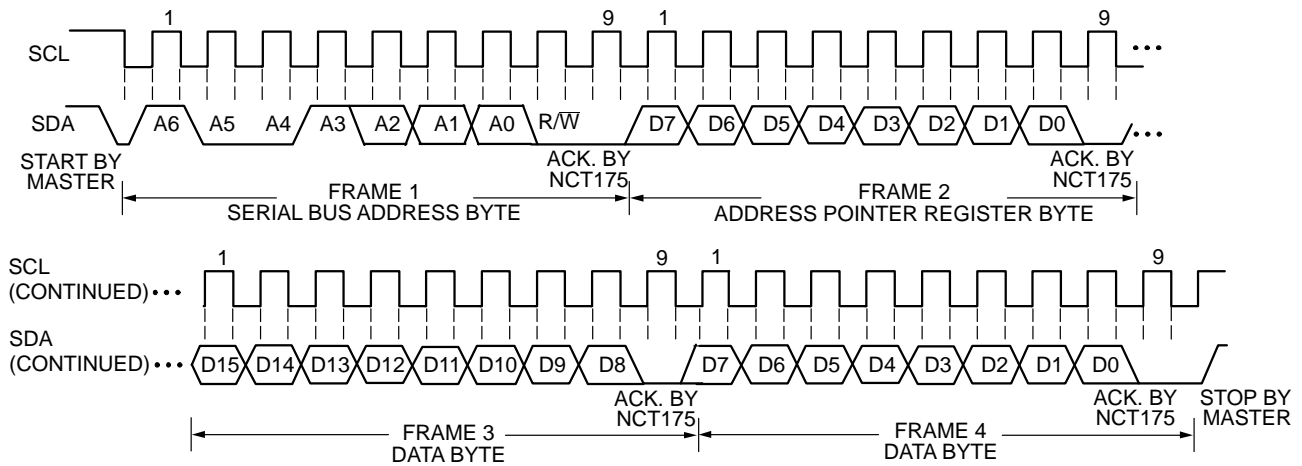 1 9 1 9
SCL
SDA A6 A5 A4 A3 A2 A1 A0 R/W̅ D7 D6 D5 D4 D3 D2 D1 D0
START BY
MASTER
ACK. BY
NCT175
ACK. BY
NCT175
FRAME 1
SERIAL BUS ADDRESS BYTE
FRAME 2
ADDRESS POINTER REGISTER BYTE
1 9 1 9
SCL
(CONTINUED)
SDA
(CONTINUED) D15 D14 D13 D12 D11 D10 D9 D8 D7 D6 D5 D4 D3 D2 D1 D0
ACK. BY
NCT175
ACK. BY
NCT175
STOP BY
MASTER
FRAME 3
DATA BYTE
FRAME 4
DATA BYTE